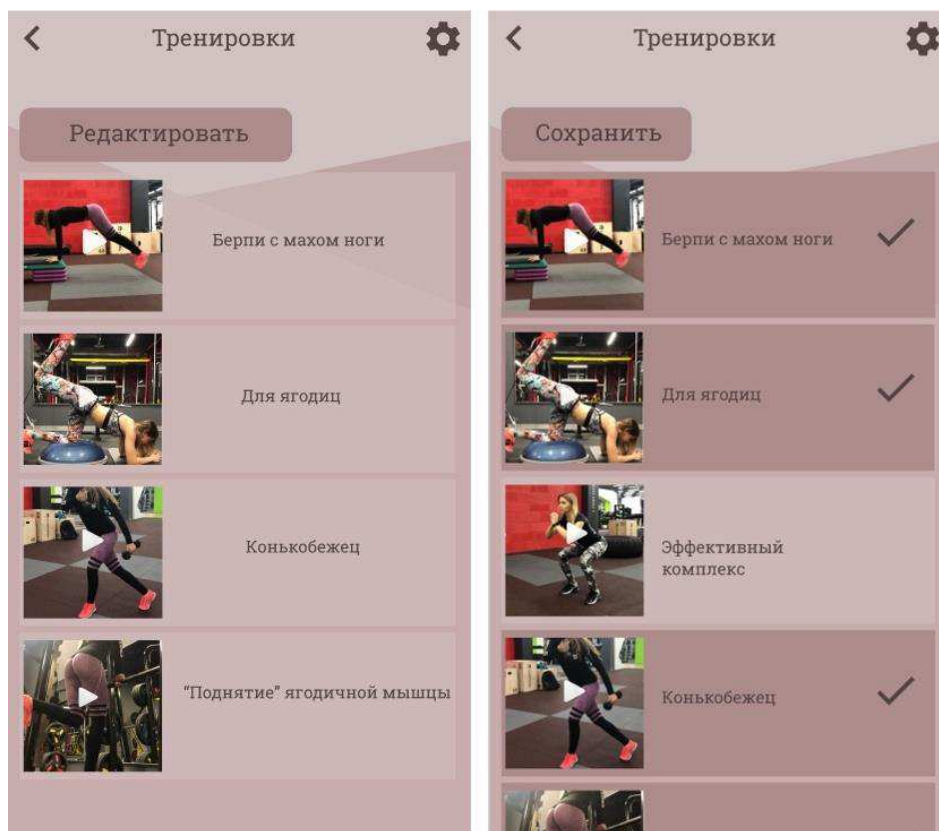 Тренировки
Редактировать
Берпи с махом ноги
Для ягодиц
Конькобежец
“Поднятие” ягодичной мышцы
Тренировки
Сохранить
Берпи с махом ноги
Для ягодиц
Эффективный
комплекс
Конькобежец